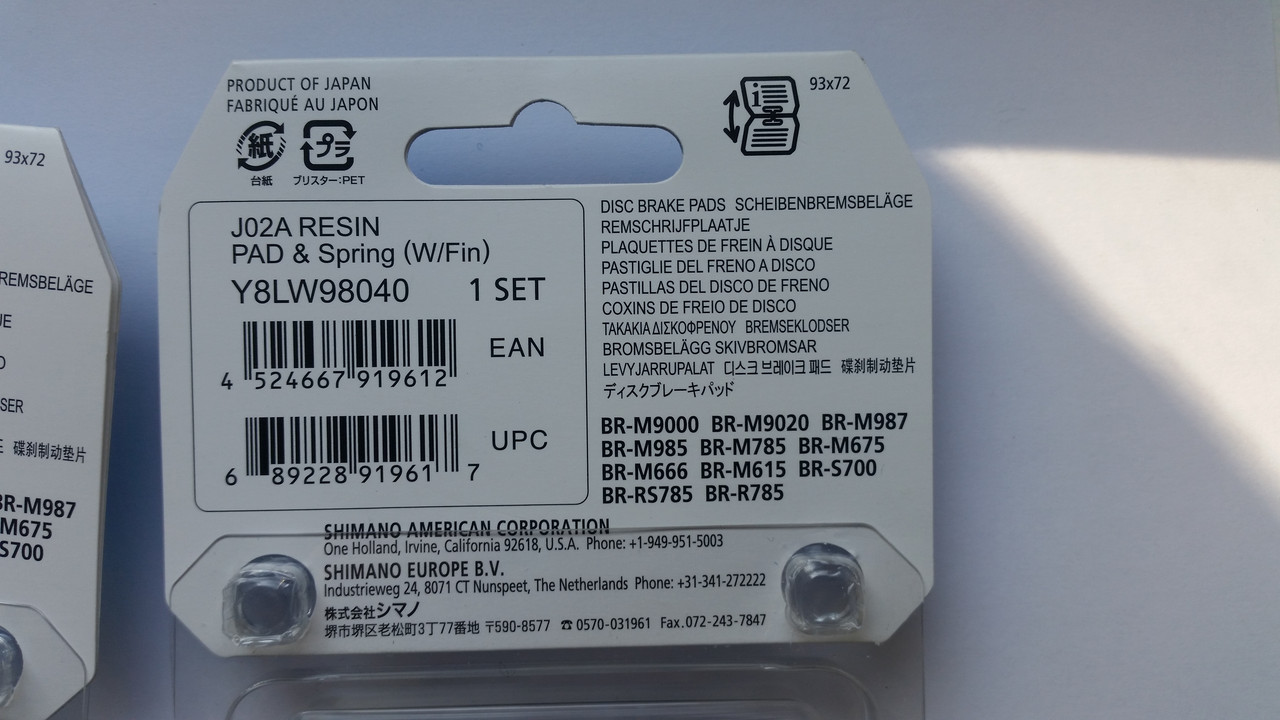 PRODUCT OF JAPAN
FABRIQUÉ AU JAPON
紙
プラ
台紙
ブリスター:PET
i
93x72
J02A RESIN
PAD & Spring (W/Fin)
Y8LW98040 1 SET
EAN
4 524667 919612
UPC
6 89228 91961 7
DISC BRAKE PADS SCHEIBENBREMSBELÄGE
REMSCHRIJFPLAATJE
PLAQUETTES DE FREIN À DISQUE
PASTIGLIE DEL FRENO A DISCO
PASTILLAS DEL DISCO DE FRENO
COXINS DE FREIO DE DISCO
ΤΑΚΑΚΙΑ ΔΙΣΚΟΦΡΕΝΟΥ BREMSEKLODSER
BROMSBELÄGG SKIVBROMSAR
LEVYJARRUPALAT 디스크 브레이크 패드 碟刹制动垫片
ディスクブレーキパッド
BR-M9000 BR-M9020 BR-M987
BR-M985 BR-M785 BR-M675
BR-M666 BR-M615 BR-S700
BR-RS785 BR-R785
SHIMANO AMERICAN CORPORATION
One Holland, Irvine, California 92618, U.S.A. Phone: +1-949-951-5003
SHIMANO EUROPE B.V.
Industrieweg 24, 8071 CT Nunspeet, The Netherlands Phone: +31-341-272222
株式会社シマノ
堺市堺区老松町3丁77番地 〒590-8577 ☎0570-031961 Fax.072-243-7847
93x72
REMSBELÄGE
SER
碟刹制动垫片
BR-M987
M675
S700